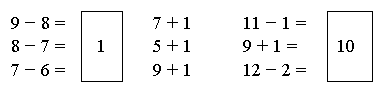 9 − 8 = 7 + 1 11 − 1 =
8 − 7 = 1 5 + 1 9 + 1 = 10
7 − 6 = 9 + 1 12 − 2 =